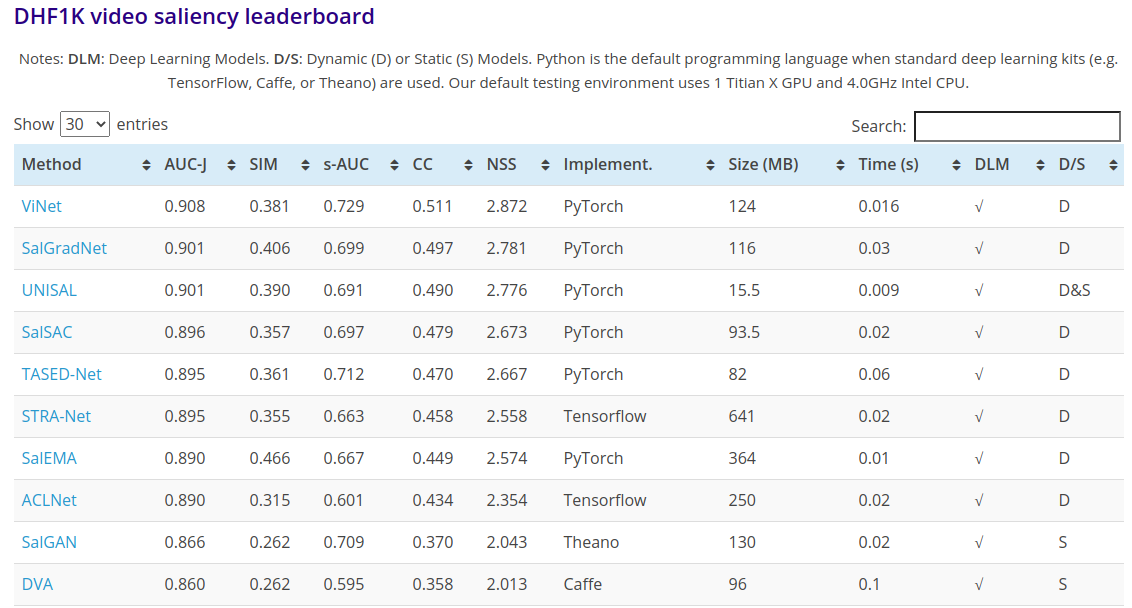 DHF1K video saliency leaderboard
Notes: DLM: Deep Learning Models. D/S: Dynamic (D) or Static (S) Models. Python is the default programming language when standard deep learning kits (e.g.
TensorFlow, Caffe, or Theano) are used. Our default testing environment uses 1 Titian X GPU and 4.0GHz Intel CPU.
Show 30 entries Search:
Method AUC-J SIM s-AUC CC NSS Implement. Size (MB) Time (s) DLM D/S
ViNet 0.908 0.381 0.729 0.511 2.872 PyTorch 124 0.016 √ D
SalGradNet 0.901 0.406 0.699 0.497 2.781 PyTorch 116 0.03 √ D
UNISAL 0.901 0.390 0.691 0.490 2.776 PyTorch 15.5 0.009 √ D&S
SalSAC 0.896 0.357 0.697 0.479 2.673 PyTorch 93.5 0.02 √ D
TASED-Net 0.895 0.361 0.712 0.470 2.667 PyTorch 82 0.06 √ D
STRA-Net 0.895 0.355 0.663 0.458 2.558 Tensorflow 641 0.02 √ D
SalEMA 0.890 0.466 0.667 0.449 2.574 PyTorch 364 0.01 √ D
ACLNet 0.890 0.315 0.601 0.434 2.354 Tensorflow 250 0.02 √ D
SalGAN 0.866 0.262 0.709 0.370 2.043 Theano 130 0.02 √ S
DVA 0.860 0.262 0.595 0.358 2.013 Caffe 96 0.1 √ S